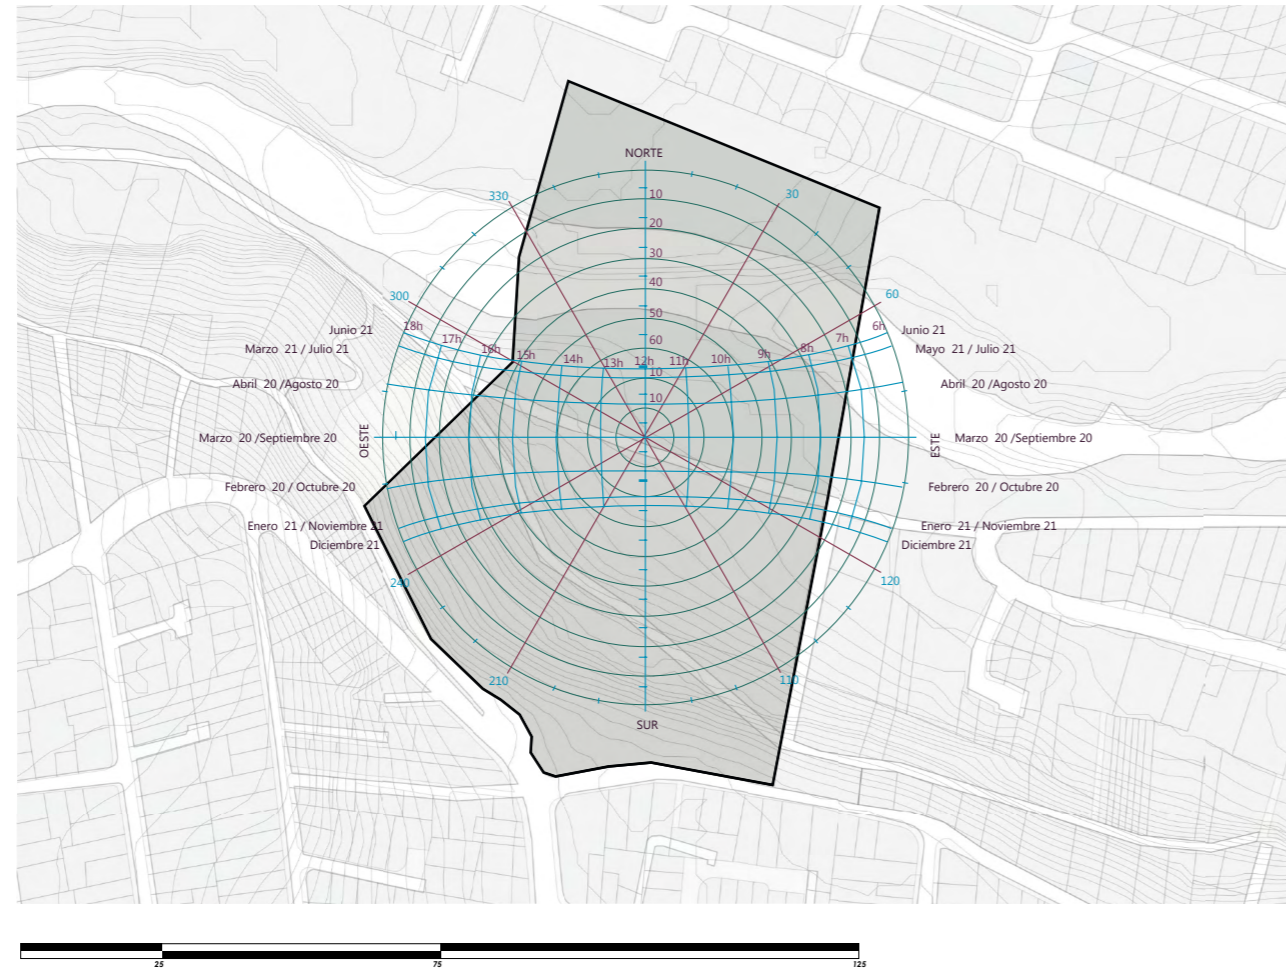 NORTE
330
30
10
20
30
40
50
60
10
10
300
60
18h
17h
16h
15h
14h
13h
12h
11h
10h
9h
8h
7h
6h
Junio 21
Marzo 21 / Julio 21
Abril 20 /Agosto 20
Marzo 20 /Septiembre 20
Febrero 20 / Octubre 20
Enero 21 / Noviembre 21
Diciembre 21
OESTE
Junio 21
Mayo 21 / Julio 21
Abril 20 /Agosto 20
ESTE
Marzo 20 /Septiembre 20
Febrero 20 / Octubre 20
Enero 21 / Noviembre 21
Diciembre 21
240
120
210
110
SUR
25
75
125